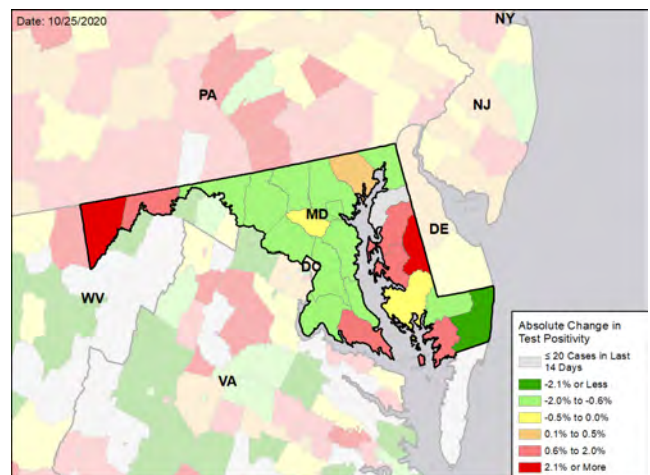 Date: 10/25/2020
NY
PA
NJ
MD
DE
DC
WV
VA
Absolute Change in
Test Positivity
≤ 20 Cases in Last
14 Days
-2.1% or Less
-2.0% to -0.6%
-0.5% to 0.0%
0.1% to 0.5%
0.6% to 2.0%
2.1% or More